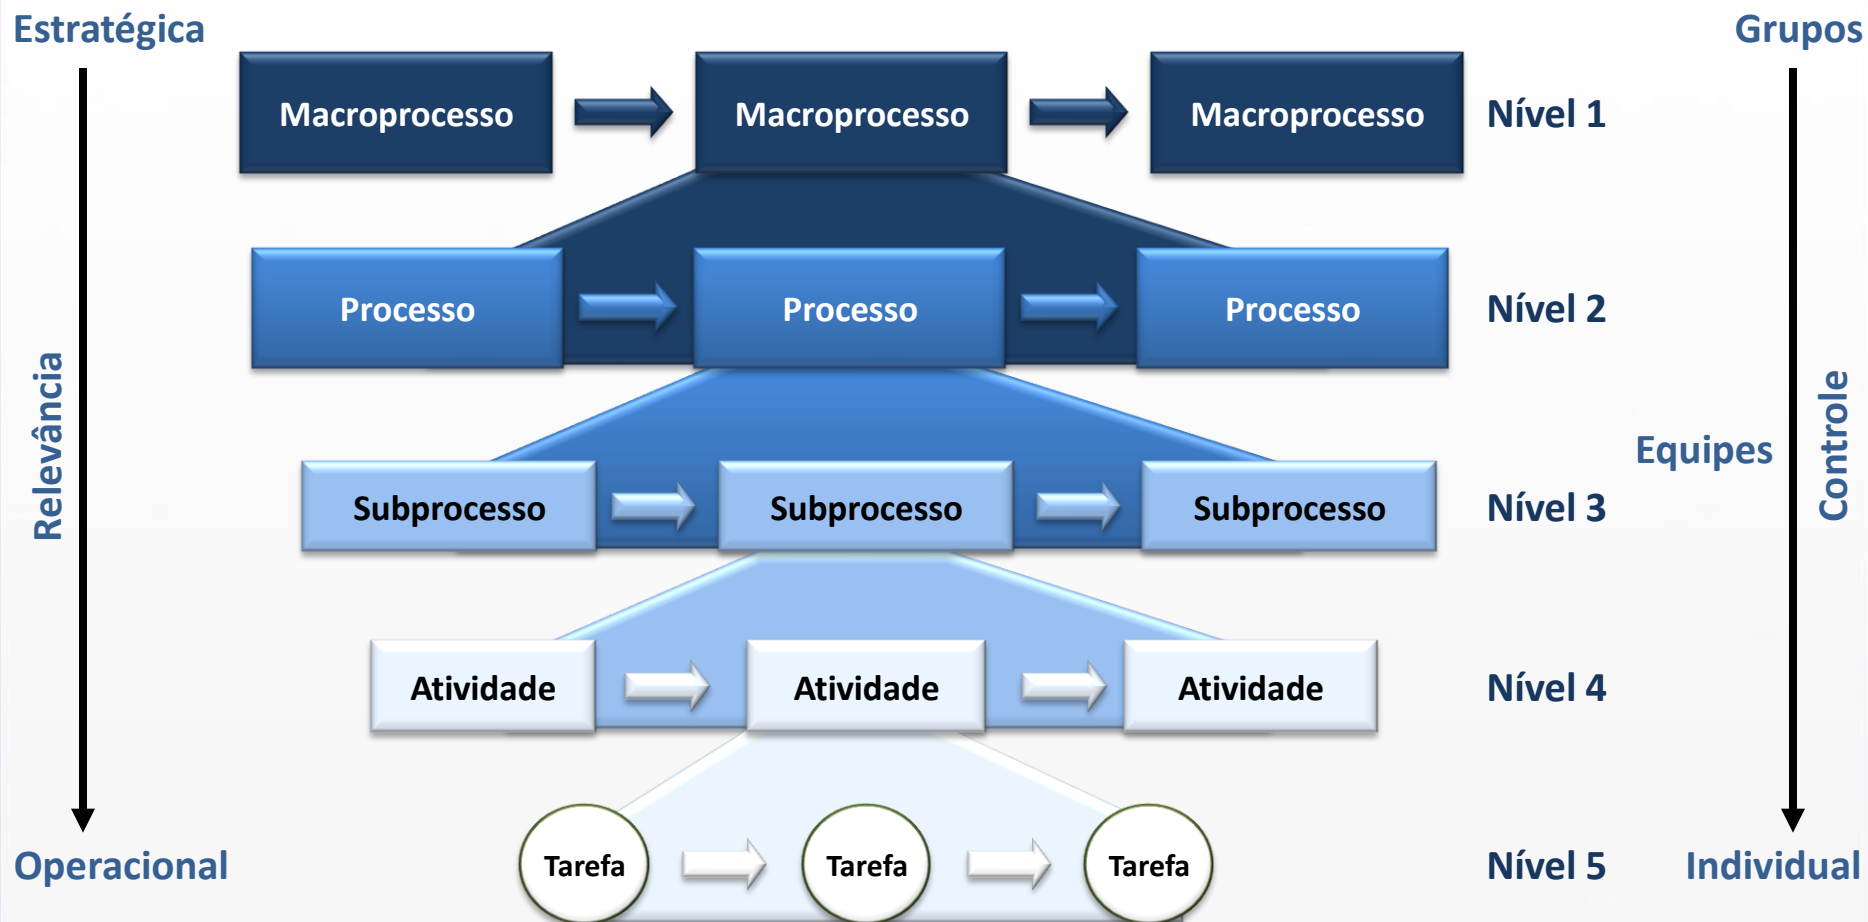 Estratégica
Grupos
Macroprocesso
Macroprocesso
Macroprocesso
Nível 1
Processo
Processo
Processo
Nível 2
Relevância
Equipes
Controle
Subprocesso
Subprocesso
Subprocesso
Nível 3
Atividade
Atividade
Atividade
Nível 4
Operacional
Tarefa
Tarefa
Tarefa
Nível 5
Individual